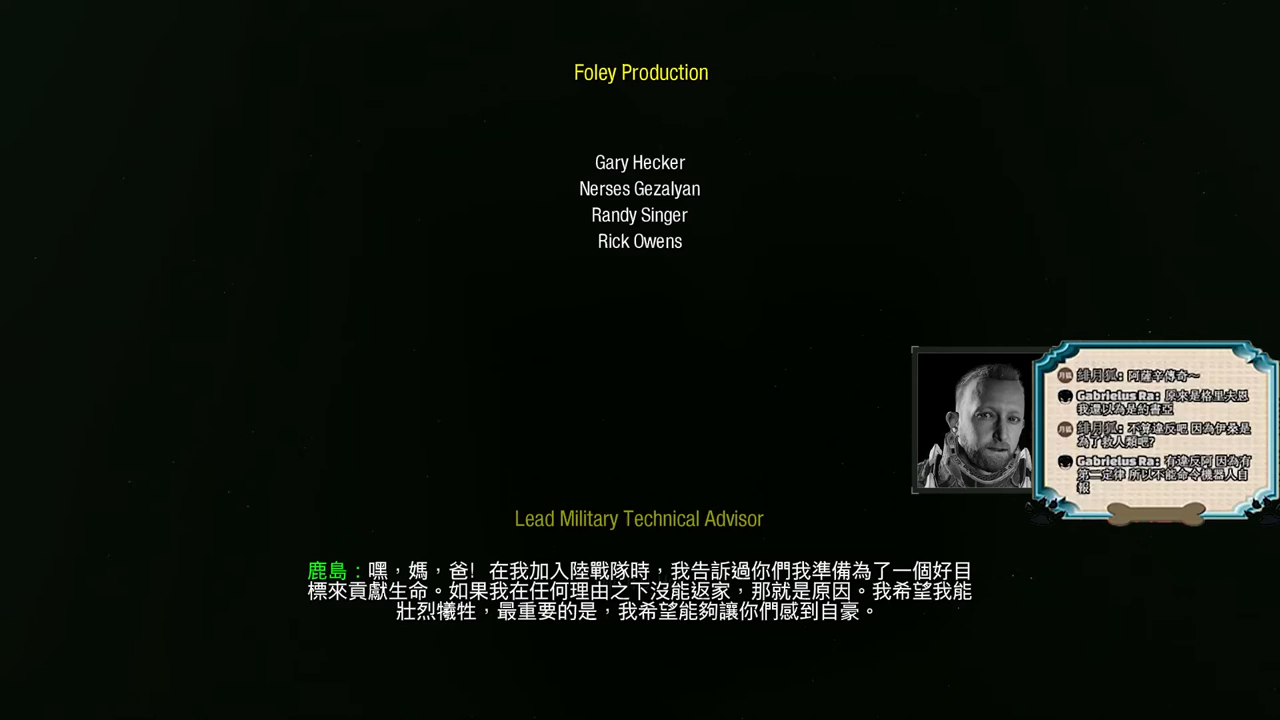 Foley Production
Gary Hecker
Nerses Gezalyan
Randy Singer
Rick Owens
月狐 緋月狐: 阿薩辛傳奇~
Gabrielus Ra: 原來是格里夫恩
我還以為是約書亞
月狐 緋月狐: 不算違反吧 因為伊森是
為了救人類吧?
Gabrielus Ra: 有違反阿 因為有
第二定律 所以不能命令機器人自
Lead Military Technical Advisor
鹿島：嘿，媽，爸! 在我加入陸戰隊時，我告訴過你們我準備為了一個好目
標來貢獻生命。如果我在任何理由之下沒能返家，那就是原因。我希望我能
壯烈犧牲，最重要的是，我希望能夠讓你們感到自豪。